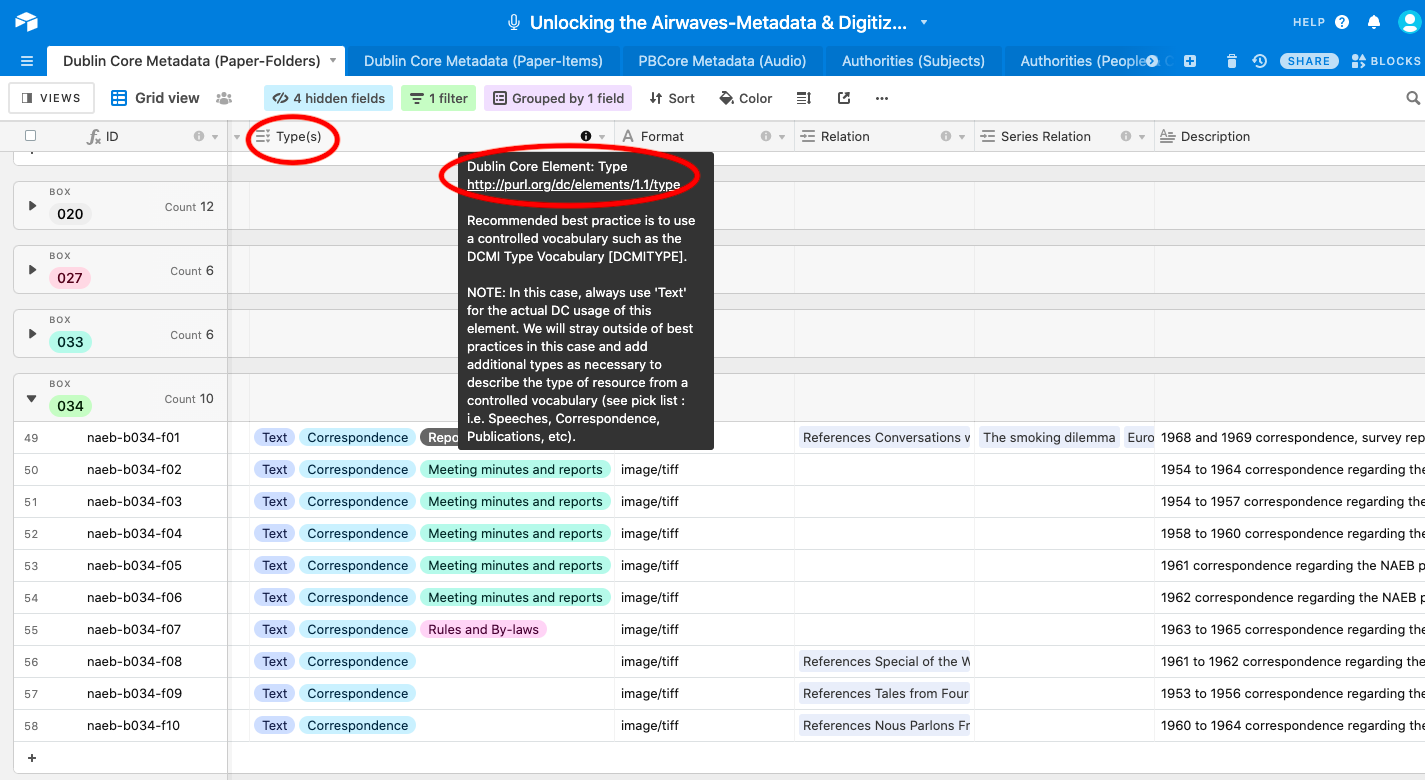 Unlocking the Airwaves-Metadata & Digitiz...
HELP
Dublin Core Metadata (Paper-Folders)
Dublin Core Metadata (Paper-Items)
PBCore Metadata (Audio)
Authorities (Subjects)
Authorities (People
SHARE
BLOCKS
VIEWS
Grid view
4 hidden fields
1 filter
Grouped by 1 field
Sort
Color
ID
Type(s)
Format
Relation
Series Relation
Description
Dublin Core Element: Type
http://purl.org/dc/elements/1.1/type
Recommended best practice is to use
a controlled vocabulary such as the
DCMI Type Vocabulary [DCMITYPE].
NOTE: In this case, always use 'Text'
for the actual DC usage of this
element. We will stray outside of best
practices in this case and add
additional types as necessary to
describe the type of resource from a
controlled vocabulary (see pick list :
i.e. Speeches, Correspondence,
Publications, etc).
BOX
020 Count 12
BOX
027 Count 6
BOX
033 Count 6
BOX
034 Count 10
49 naeb-b034-f01 Text Correspondence Repo References Conversations w The smoking dilemma Euro 1968 and 1969 correspondence, survey rep
50 naeb-b034-f02 Text Correspondence Meeting minutes and reports image/tiff 1954 to 1964 correspondence regarding the
51 naeb-b034-f03 Text Correspondence Meeting minutes and reports image/tiff 1954 to 1957 correspondence regarding the
52 naeb-b034-f04 Text Correspondence Meeting minutes and reports image/tiff 1958 to 1960 correspondence regarding the
53 naeb-b034-f05 Text Correspondence Meeting minutes and reports image/tiff 1961 correspondence regarding the NAEB p
54 naeb-b034-f06 Text Correspondence Meeting minutes and reports image/tiff 1962 correspondence regarding the NAEB p
55 naeb-b034-f07 Text Correspondence Rules and By-laws image/tiff 1963 to 1965 correspondence regarding the
56 naeb-b034-f08 Text Correspondence image/tiff References Special of the W 1961 to 1962 correspondence regarding the
57 naeb-b034-f09 Text Correspondence image/tiff References Tales from Four 1953 to 1956 correspondence regarding the
58 naeb-b034-f10 Text Correspondence image/tiff References Nous Parlons Fr 1960 to 1964 correspondence regarding the